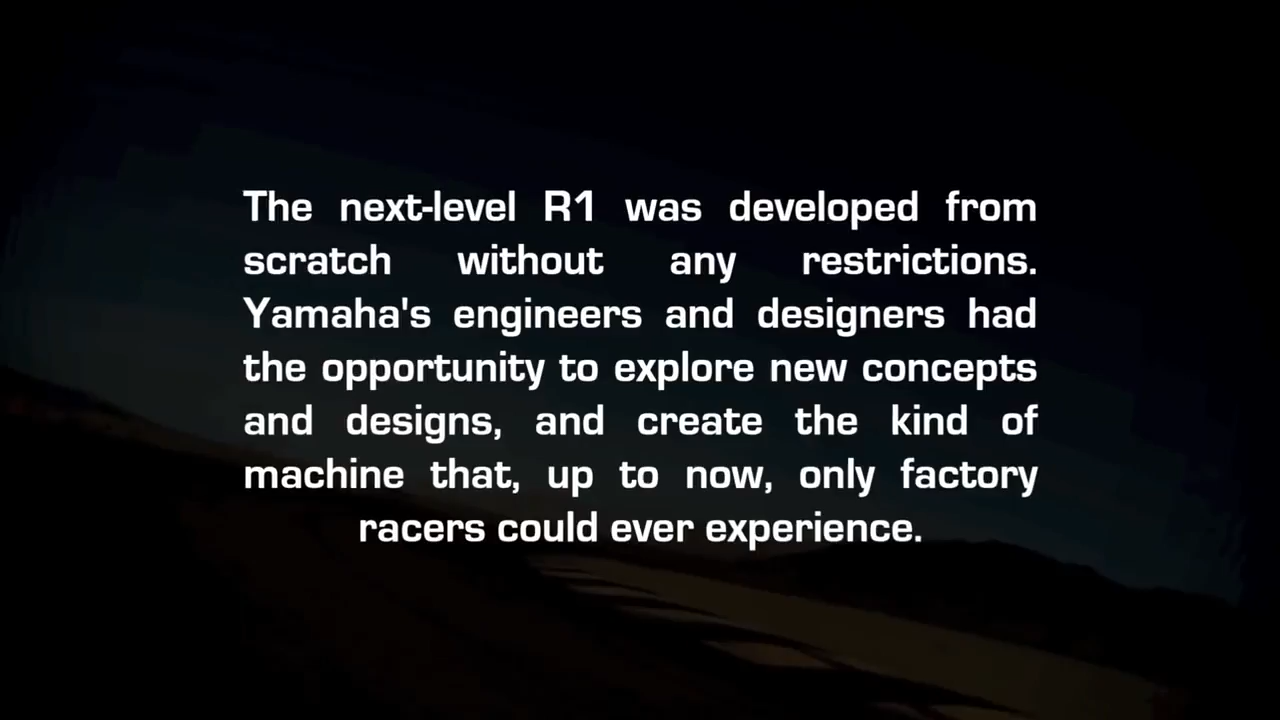 The next-level R1 was developed from
scratch without any restrictions.
Yamaha's engineers and designers had
the opportunity to explore new concepts
and designs, and create the kind of
machine that, up to now, only factory
racers could ever experience.